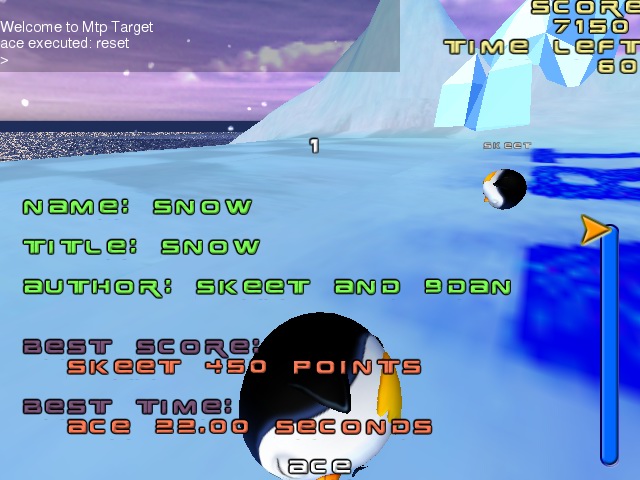 Welcome to Mtp Target
ace executed: reset
>
SCORE
7150
TIME LEFT
60
1
SKEET
NAME: SNOW
TITLE: SNOW
AUTHOR: SKEET AND 9DAN
BEST SCORE:
SKEET 450 POINTS
BEST TIME:
ACE 22.00 SECONDS
ACE